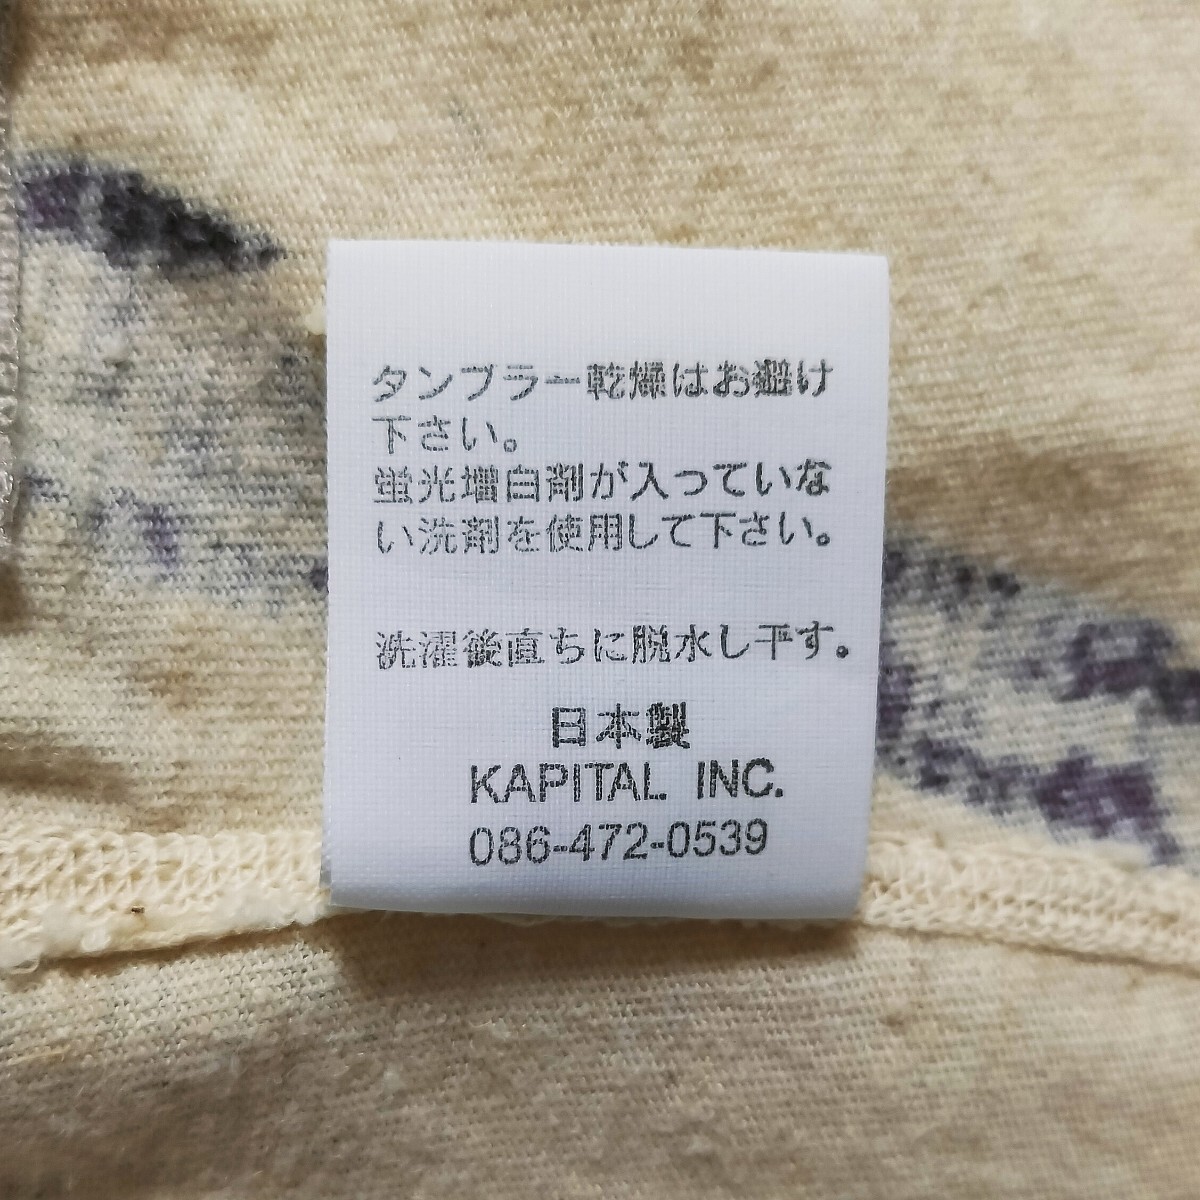 タンブラー乾燥はお避け
下さい。
蛍光増白剤が入っていな
い洗剤を使用して下さい。
洗濯後直ちに脱水し干す。
日本製
KAPITAL INC.
086-472-0539